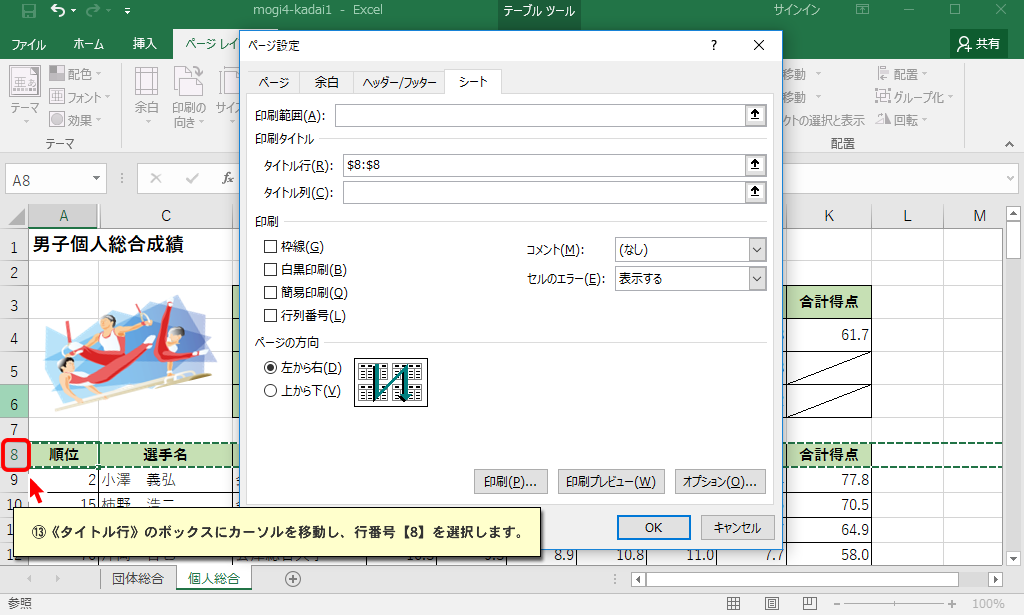 mogi4-kadai1 - Excel
テーブル ツール
サインイン
ファイル
ホーム
挿入
ページ レイ
共有
ページ設定
?
ページ
余白
ヘッダー/フッター
シート
印刷範囲(A):
印刷タイトル
タイトル行(R): $8:$8
タイトル列(C):
印刷
枠線(G)
白黒印刷(B)
簡易印刷(Q)
行列番号(L)
コメント(M): (なし)
セルのエラー(E): 表示する
ページの方向
左から右(D)
上から下(V)
印刷(P)...
印刷プレビュー(W)
オプション(O)...
OK
キャンセル
亜あ
テーマ
配色
フォント
効果
テーマ
余白
印刷の
向き
サイズ
移動
移動
クトの選択と表示
配置
グループ化
回転
配置
A8
fx
A C K L M
1 男子個人総合成績
2
3 合計得点
4 61.7
5
6
7
8 順位 選手名 合計得点
9 2 小澤 義弘 77.8
10 15 柿野 浩二 70.5
64.9
8.9 10.8 11.0 7.7 58.0
⑬《タイトル行》のボックスにカーソルを移動し、行番号【8】を選択します。
団体総合
個人総合
参照
100%